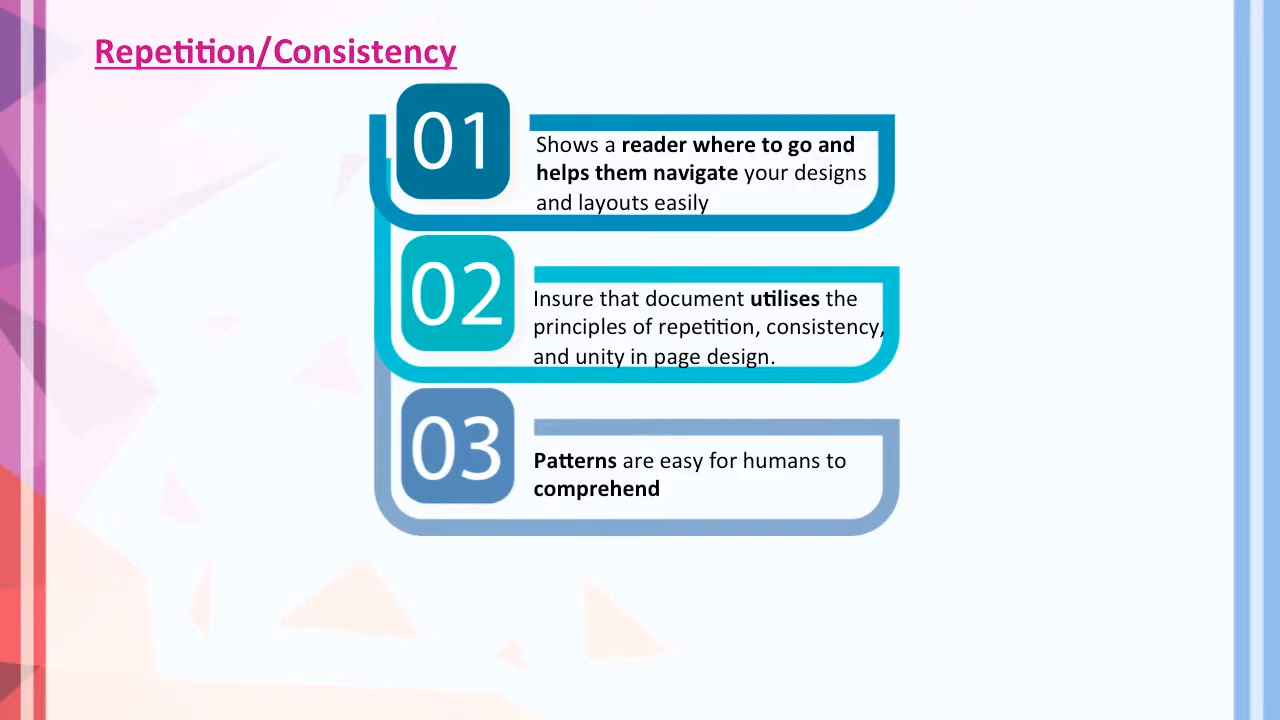 Repetition/Consistency
01
Shows a reader where to go and
helps them navigate your designs
and layouts easily
02
Insure that document utilises the
principles of repetition, consistency,
and unity in page design.
03
Patterns are easy for humans to
comprehend